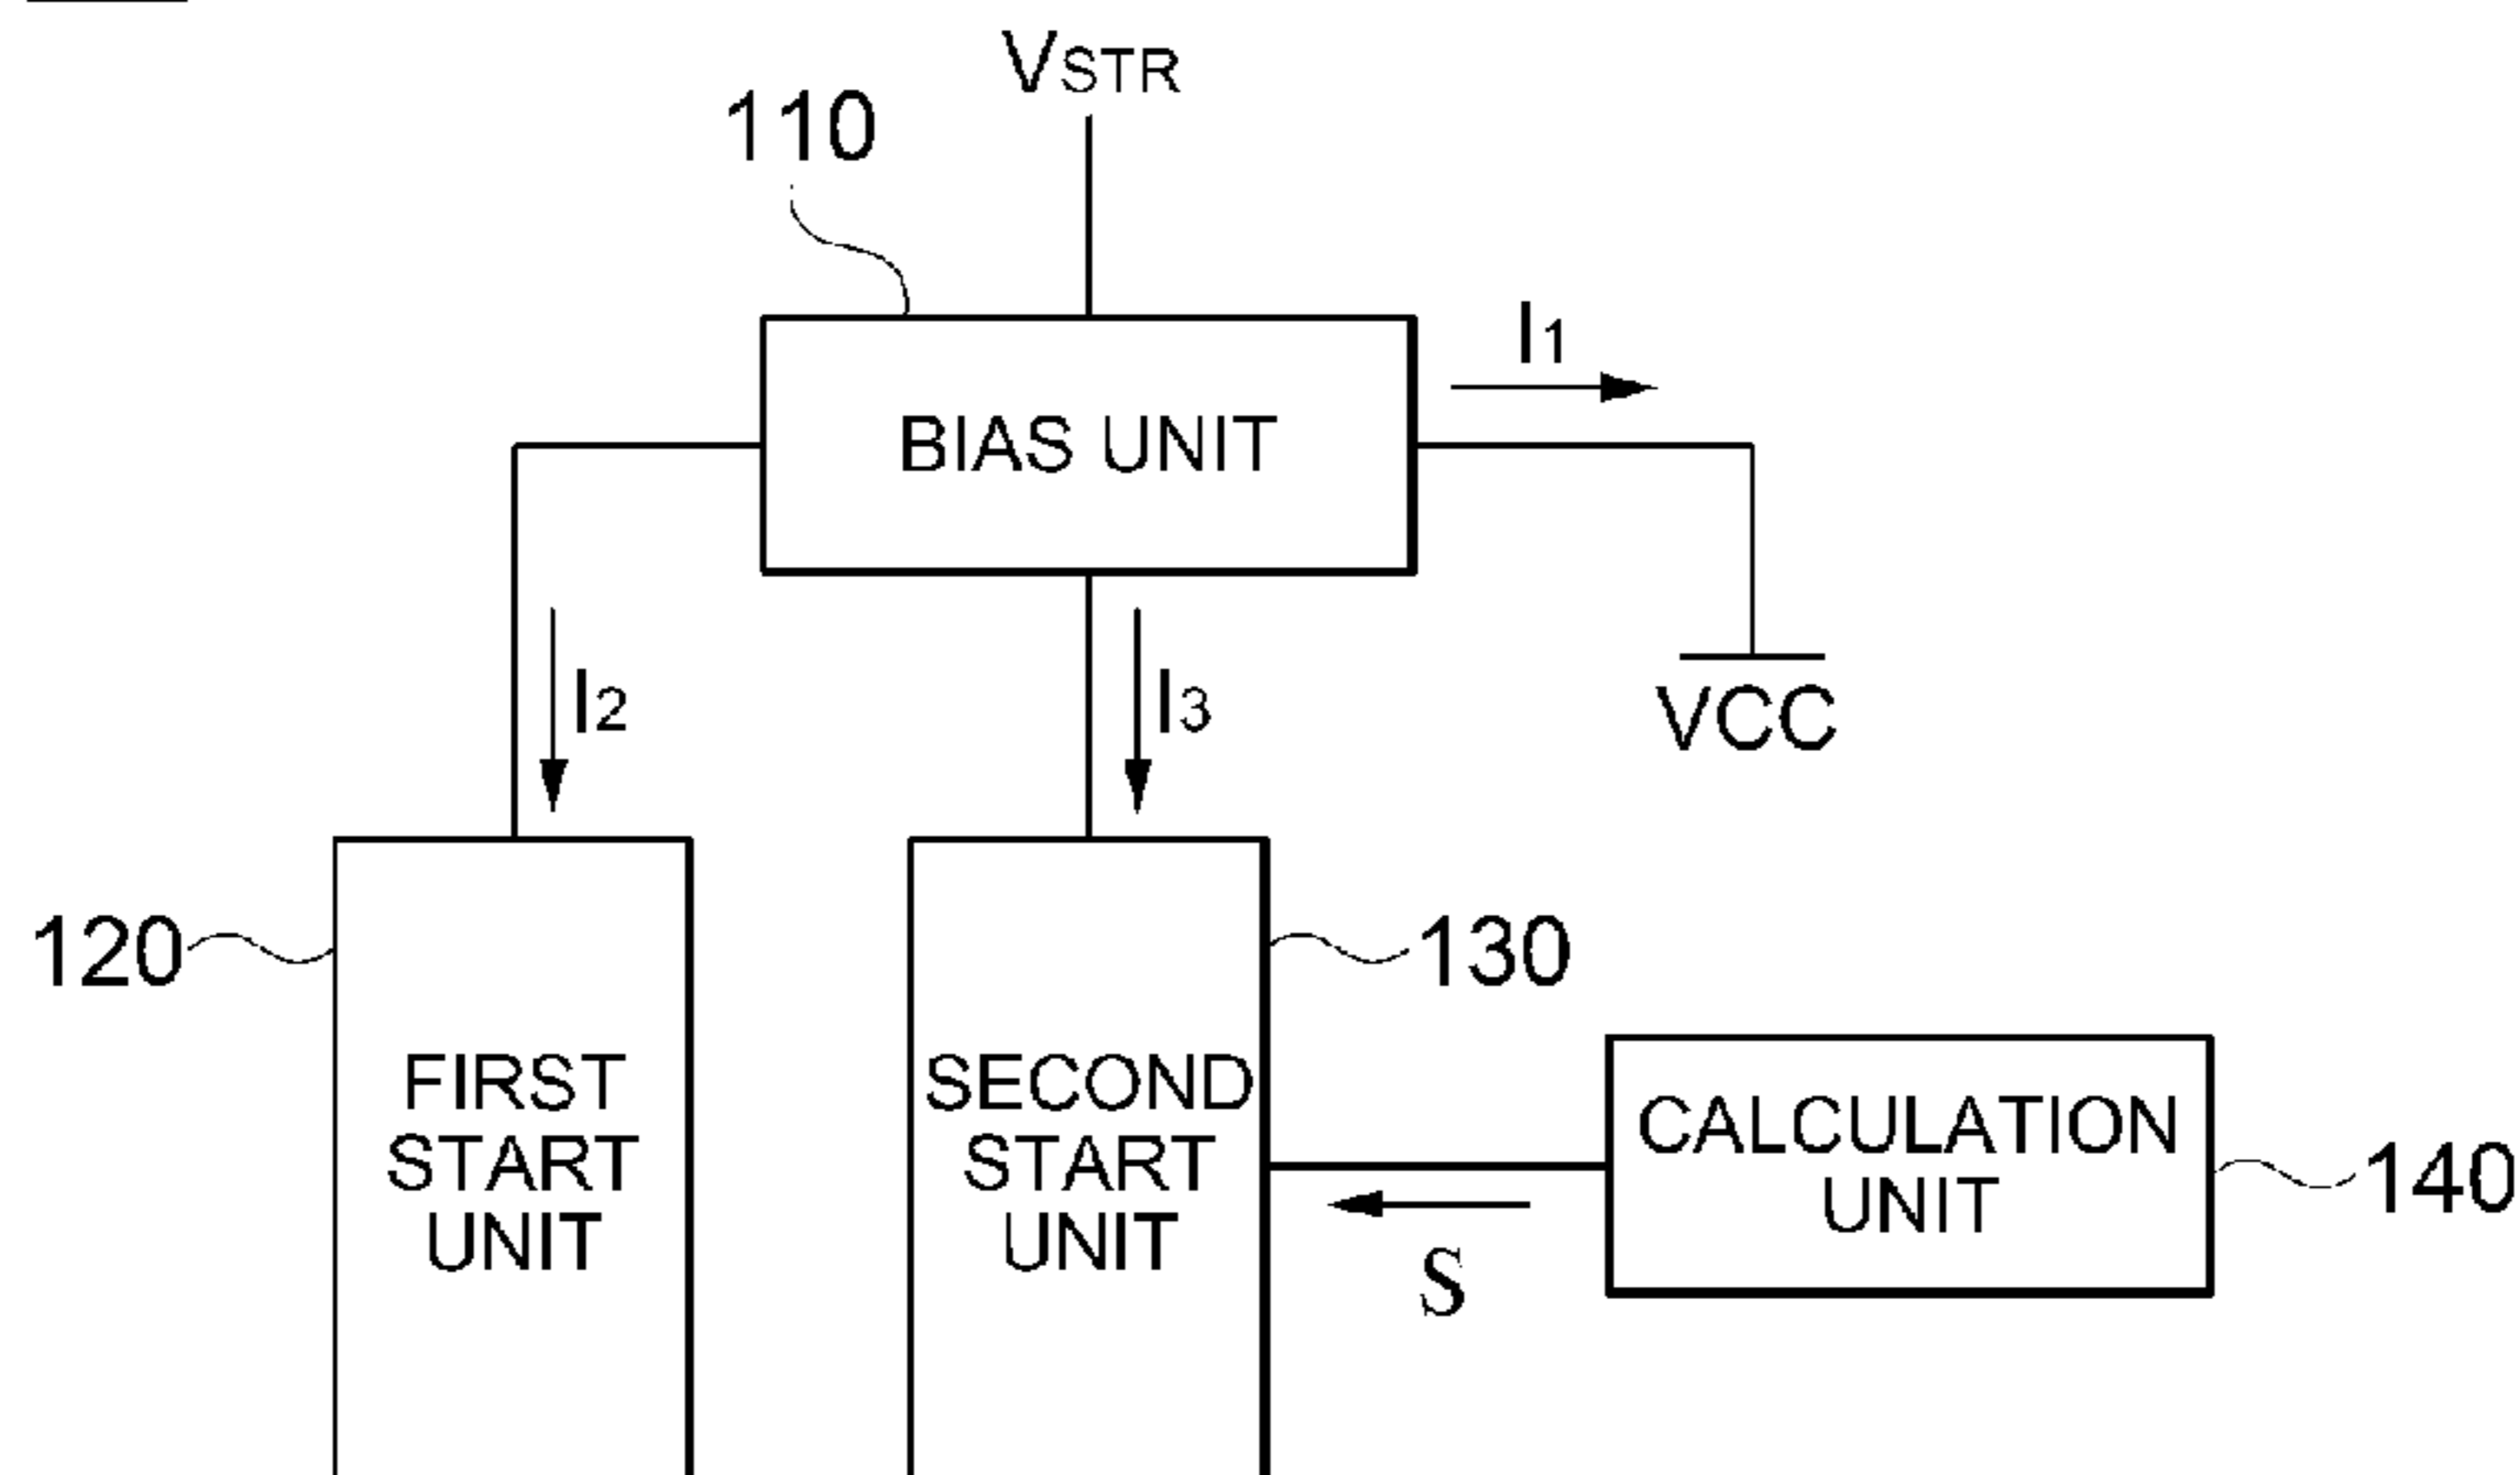 VSTR
110
I1
BIAS UNIT
I2
I3
VCC
120
130
FIRST
START
UNIT
SECOND
START
UNIT
CALCULATION
UNIT
140
S